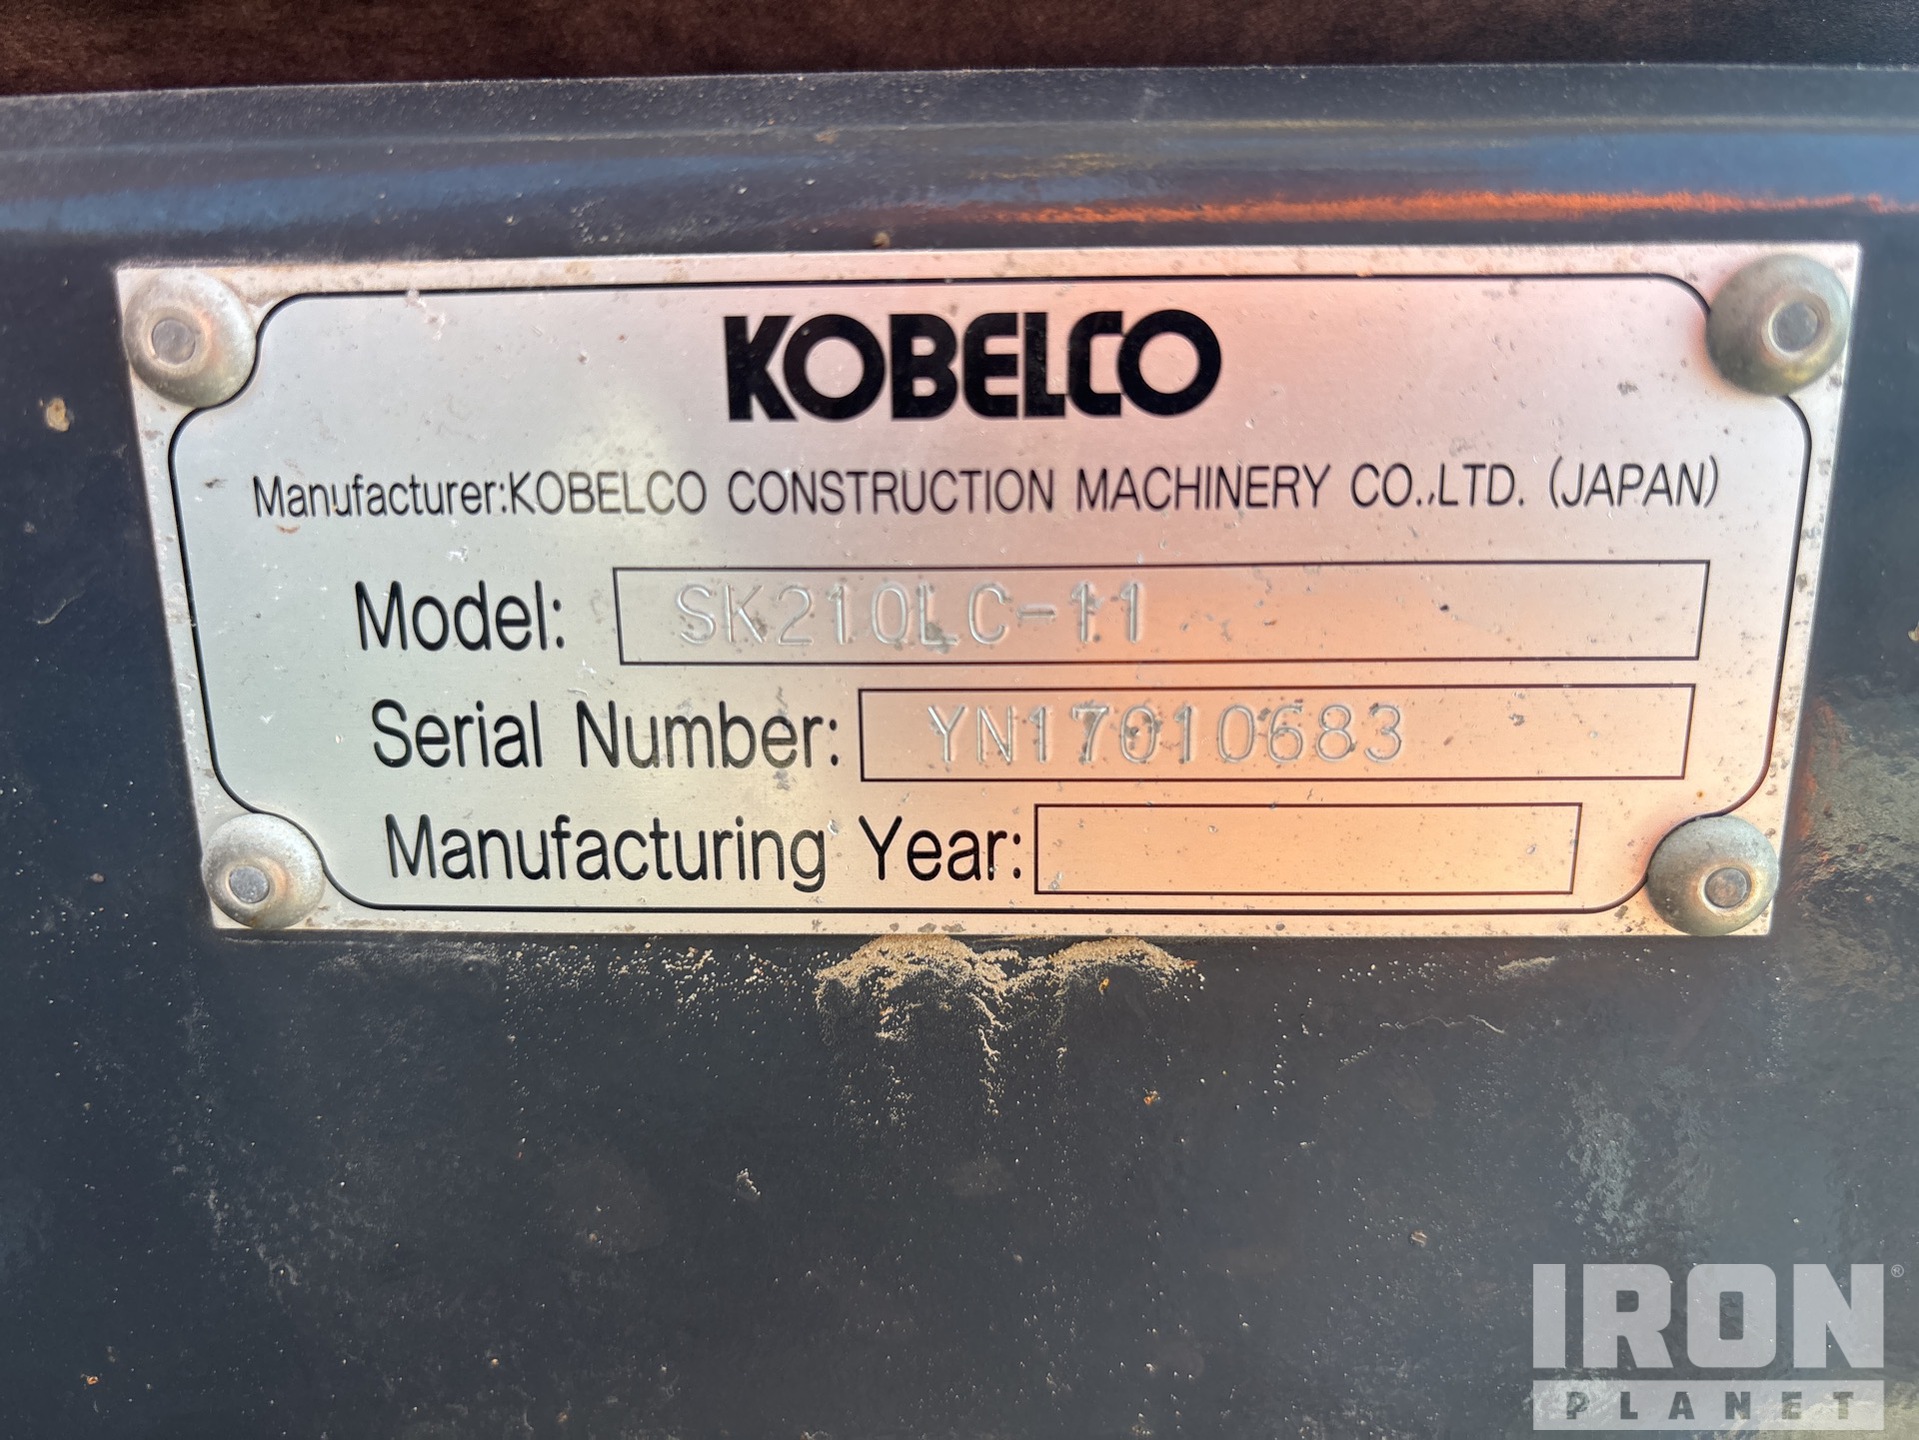 KOBELCO
Manufacturer:KOBELCO CONSTRUCTION MACHINERY CO.,LTD. (JAPAN)
Model: SK210LC-11
Serial Number: YN17010683
Manufacturing Year:
IRON®
PLANET